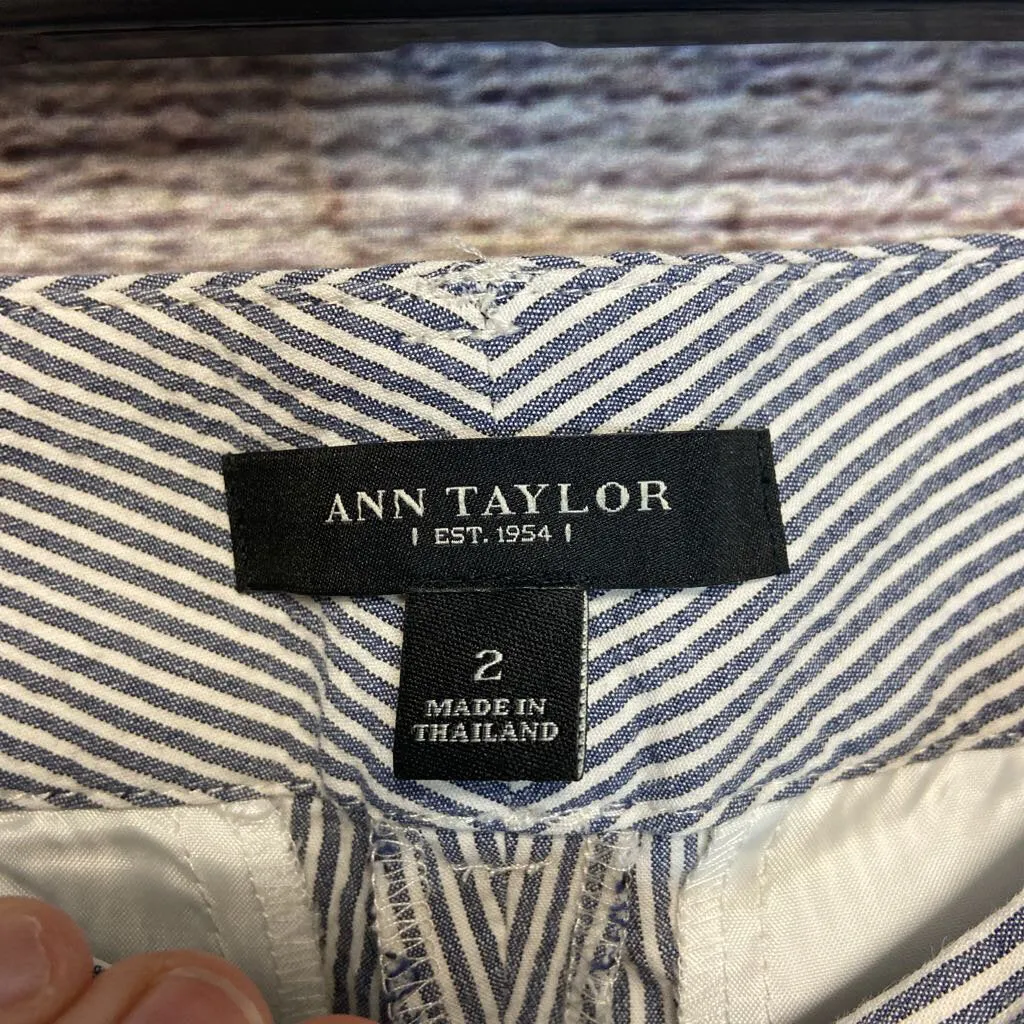 ANN TAYLOR
| EST. 1954 |
2
MADE IN
THAILAND